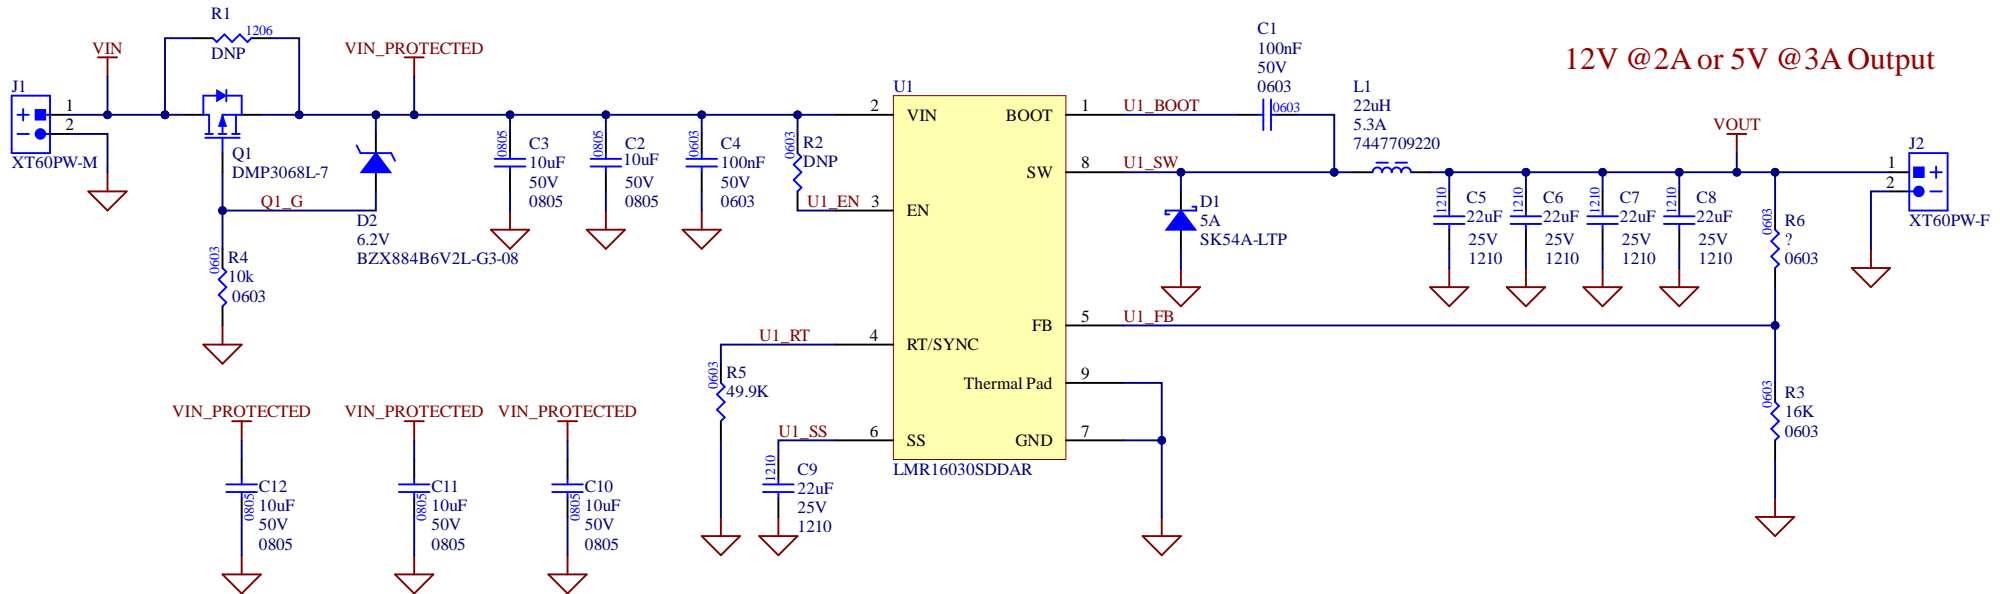 R1
1206
DNP
VIN
VIN_PROTECTED
J1
1
2
XT60PW-M
Q1
DMP3068L-7
Q1_G
D2
6.2V
BZX884B6V2L-G3-08
0603
R4
10k
0603
0805
C3
10uF
50V
0805
0805
C2
10uF
50V
0805
0603
C4
100nF
50V
0603
0603
R2
DNP
U1_EN
U1
2
VIN
3
EN
4
RT/SYNC
6
SS
BOOT
1
SW
8
FB
5
Thermal Pad
9
GND
7
LMR16030SDDAR
U1_RT
0603
R5
49.9K
U1_SS
1210
C9
22uF
25V
1210
U1_BOOT
C1
100nF
50V
0603
0603
U1_SW
D1
5A
SK54A-LTP
L1
22uH
5.3A
7447709220
12V @2A or 5V @3A Output
VOUT
1210
C5
22uF
25V
1210
1210
C6
22uF
25V
1210
1210
C7
22uF
25V
1210
1210
C8
22uF
25V
1210
0603
R6
?
0603
J2
1
2
XT60PW-F
U1_FB
0603
R3
16K
0603
VIN_PROTECTED
C12
10uF
50V
0805
0805
VIN_PROTECTED
C11
10uF
50V
0805
0805
VIN_PROTECTED
C10
10uF
50V
0805
0805